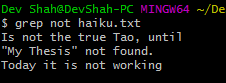 Dev Shah@DevShah-PC MINGW64 ~/De
$ grep not haiku.txt
Is not the true Tao, until
"My Thesis" not found.
Today it is not working